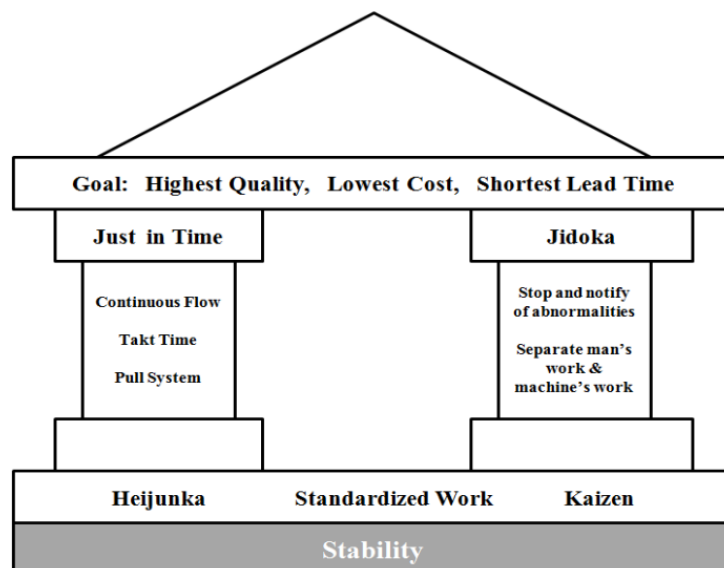 Goal: Highest Quality, Lowest Cost, Shortest Lead Time
Just in Time
Jidoka
Continuous Flow
Takt Time
Pull System
Stop and notify
of abnormalities
Separate man's
work &
machine's work
Heijunka Standardized Work Kaizen
Stability